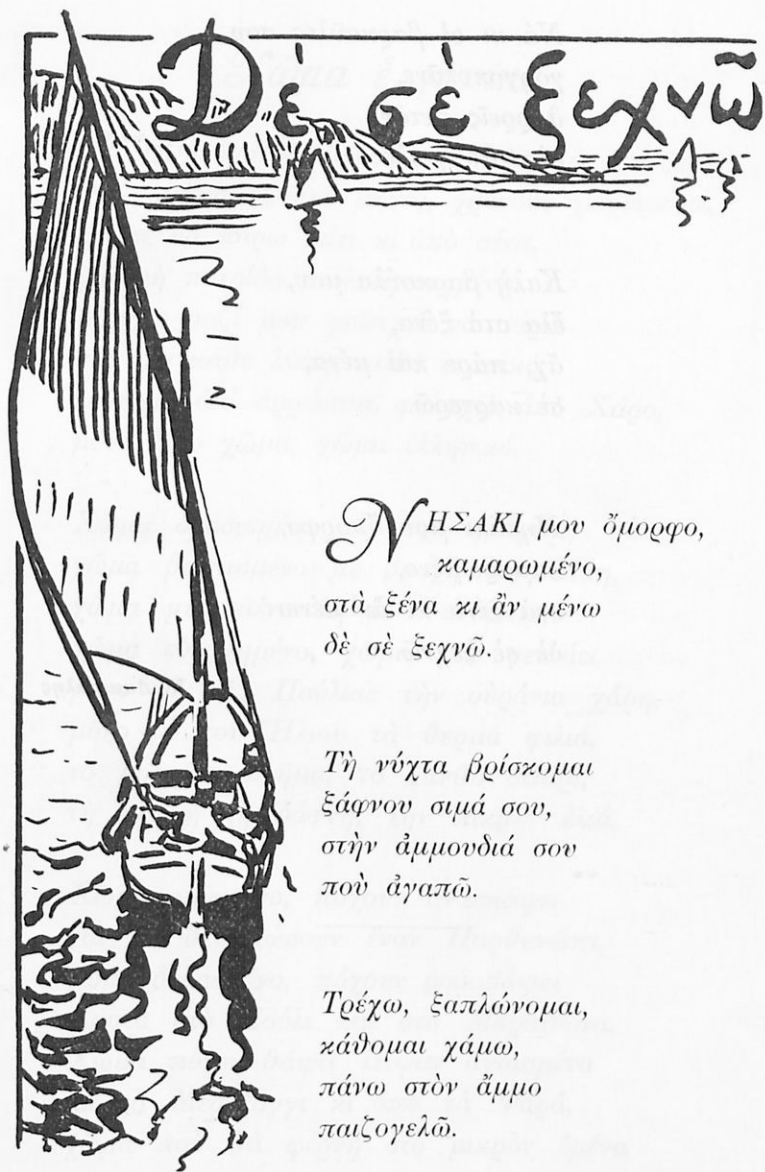 Δὲ σὲ ξεχνῶ
ΝΗΣΑΚΙ μου ὄμορφο,
καμαρωμένο,
στὰ ξένα κι ἂν μένω
δὲ σὲ ξεχνῶ.
Τὴ νύχτα βρίσκομαι
ξάφνου σιμά σου,
στὴν ἀμμουδιά σου
ποὺ ἀγαπῶ.
Τρέχω, ξαπλώνομαι,
κάθομαι χάμω,
πάνω στὸν ἄμμο
παιζογελῶ.